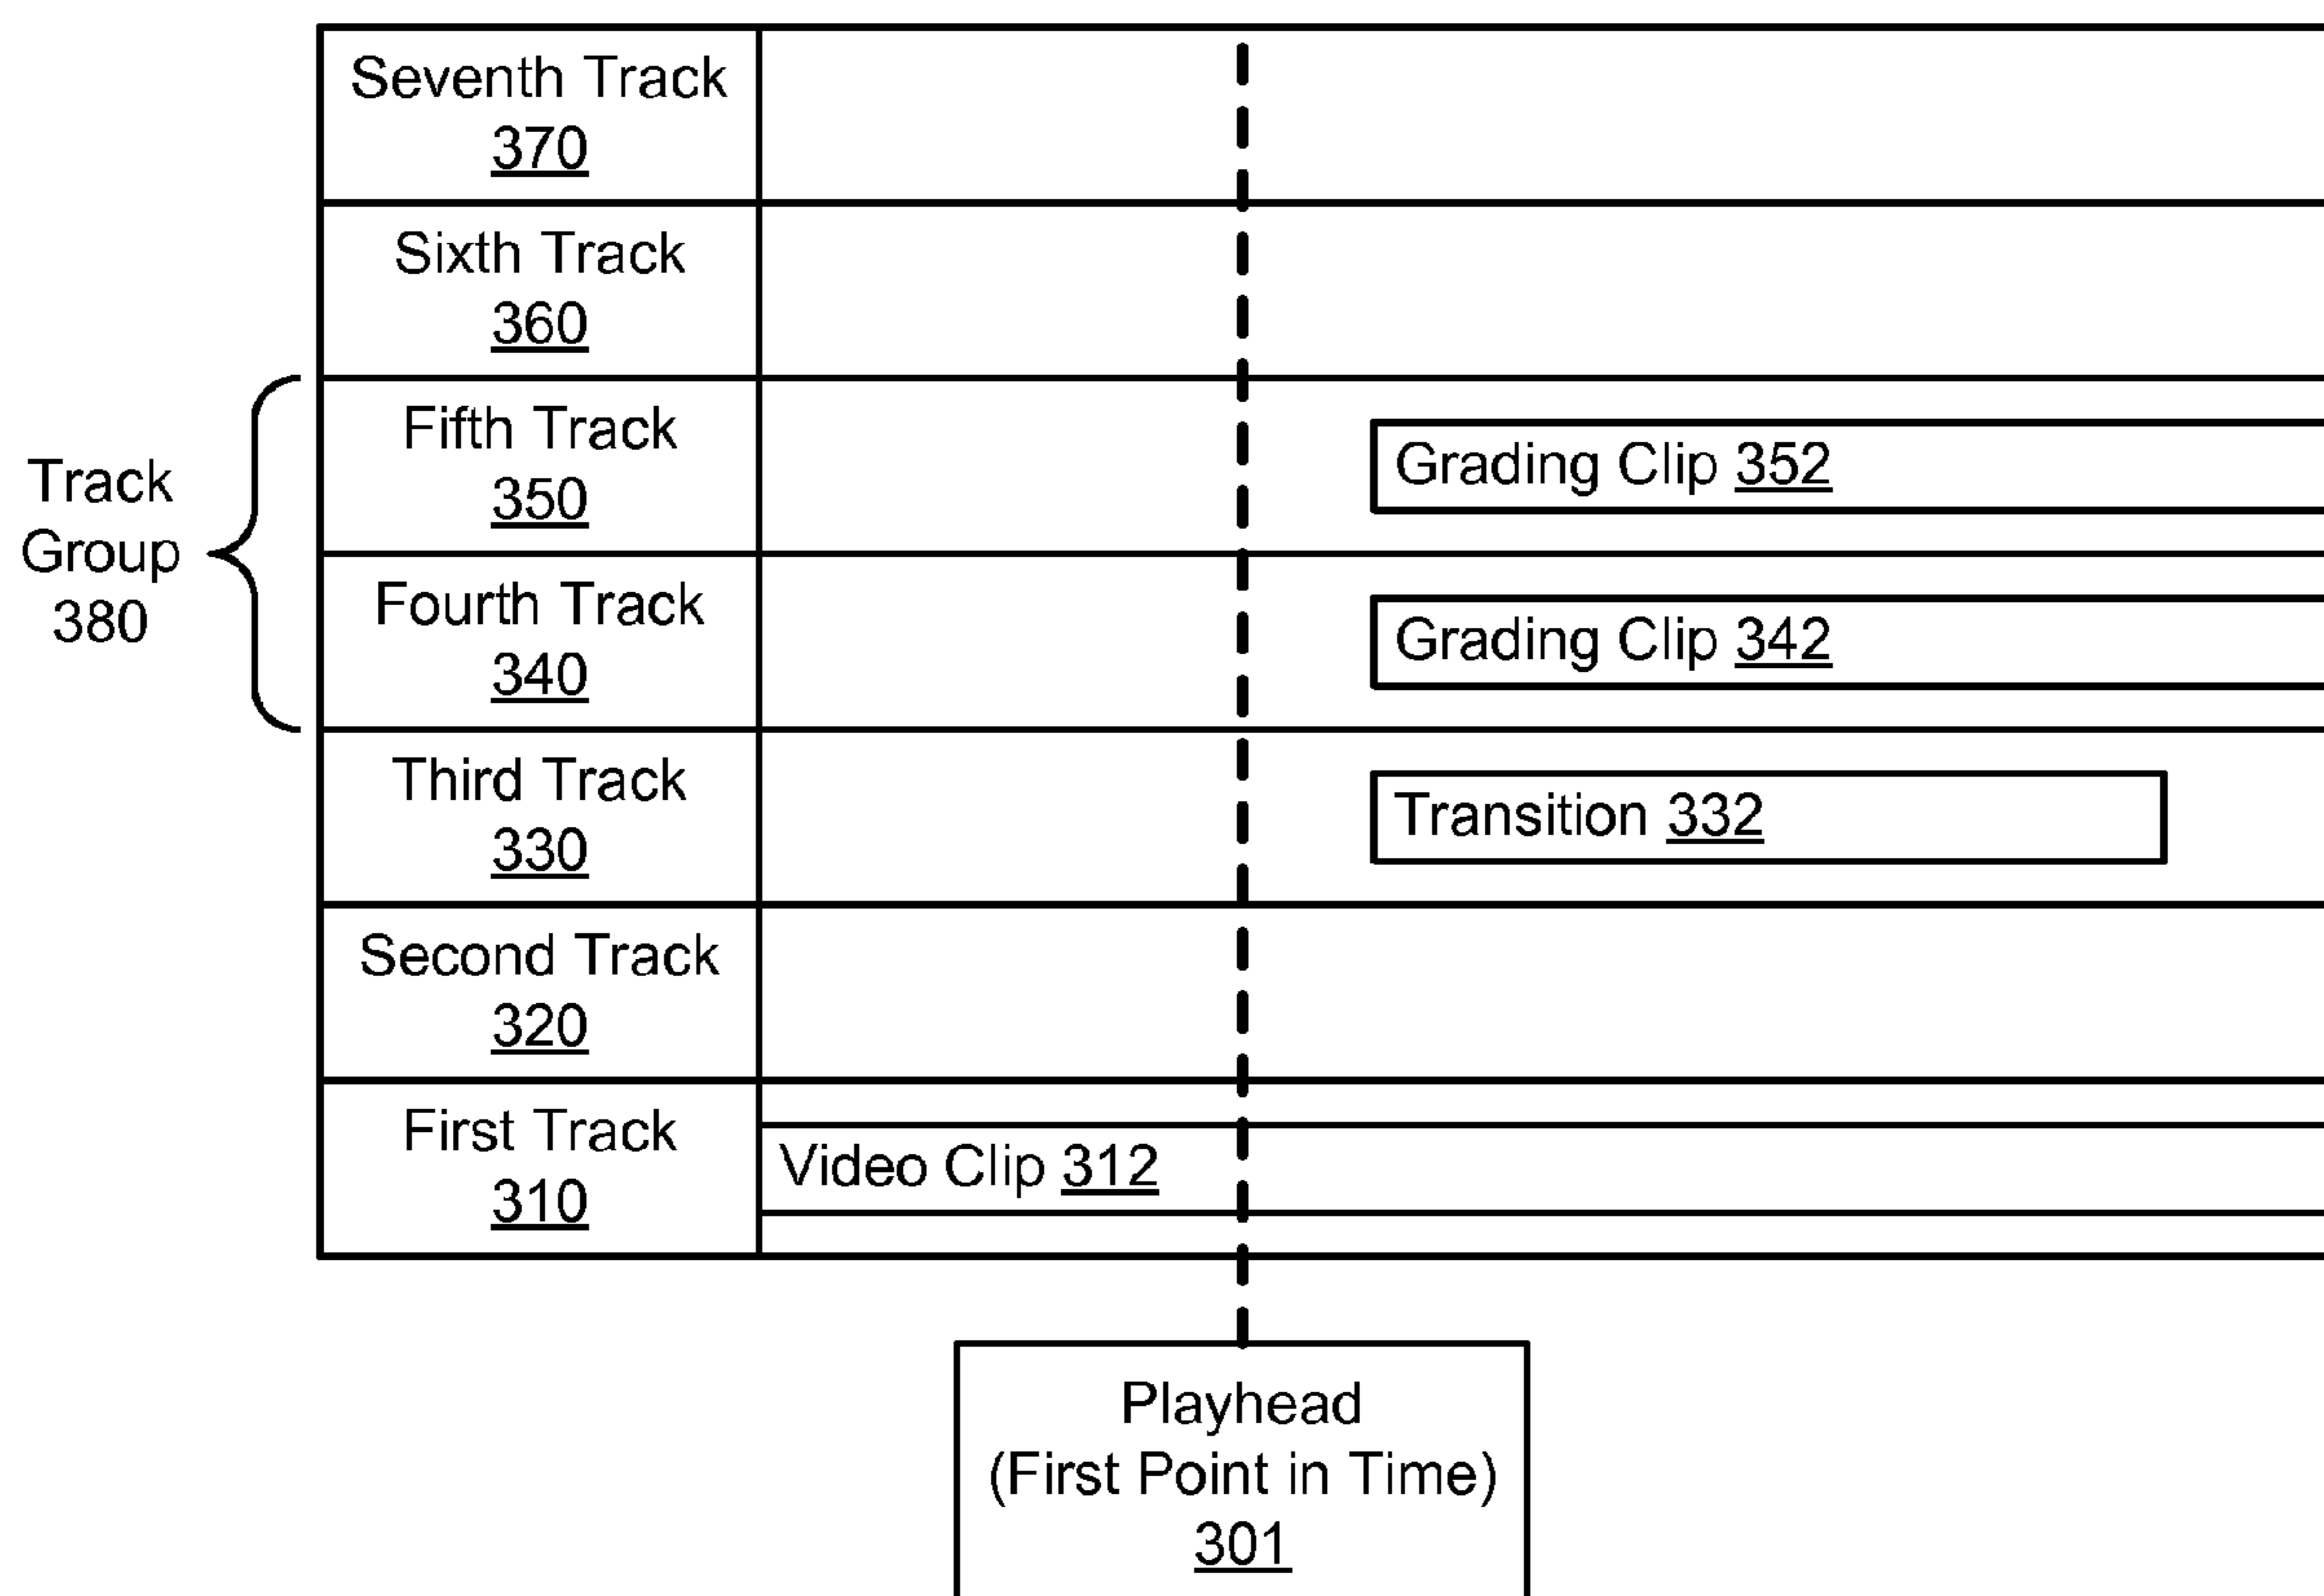 Seventh Track
370
Sixth Track
360
Track
Group
380
Fifth Track
350
Grading Clip 352
Fourth Track
340
Grading Clip 342
Third Track
330
Transition 332
Second Track
320
First Track
310
Video Clip 312
Playhead
(First Point in Time)
301